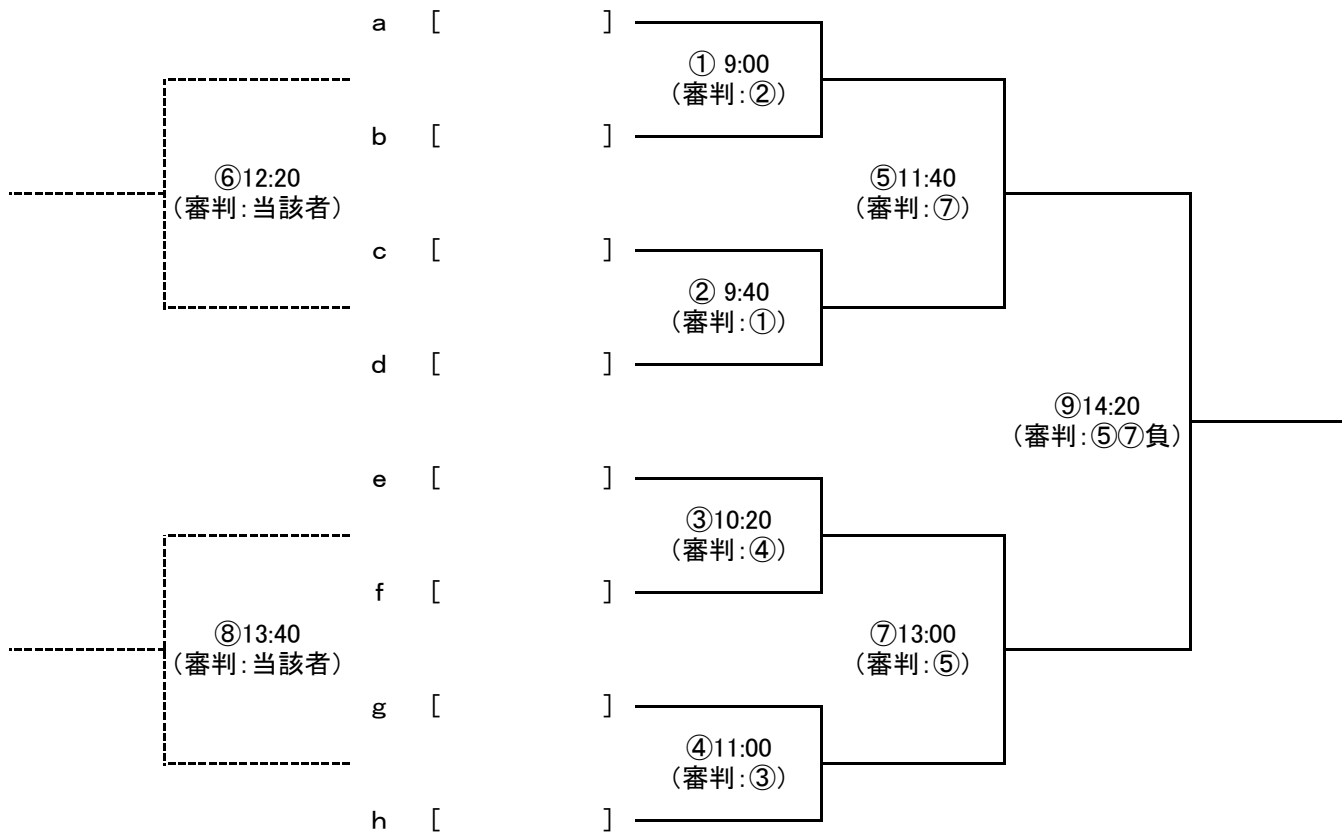 a [ ]
① 9:00
（審判：②）
b [ ]
⑥12:20
（審判：当該者）
⑤11:40
（審判：⑦）
c [ ]
② 9:40
（審判：①）
d [ ]
⑨14:20
（審判：⑤⑦負）
e [ ]
③10:20
（審判：④）
f [ ]
⑧13:40
（審判：当該者）
⑦13:00
（審判：⑤）
g [ ]
④11:00
（審判：③）
h [ ]